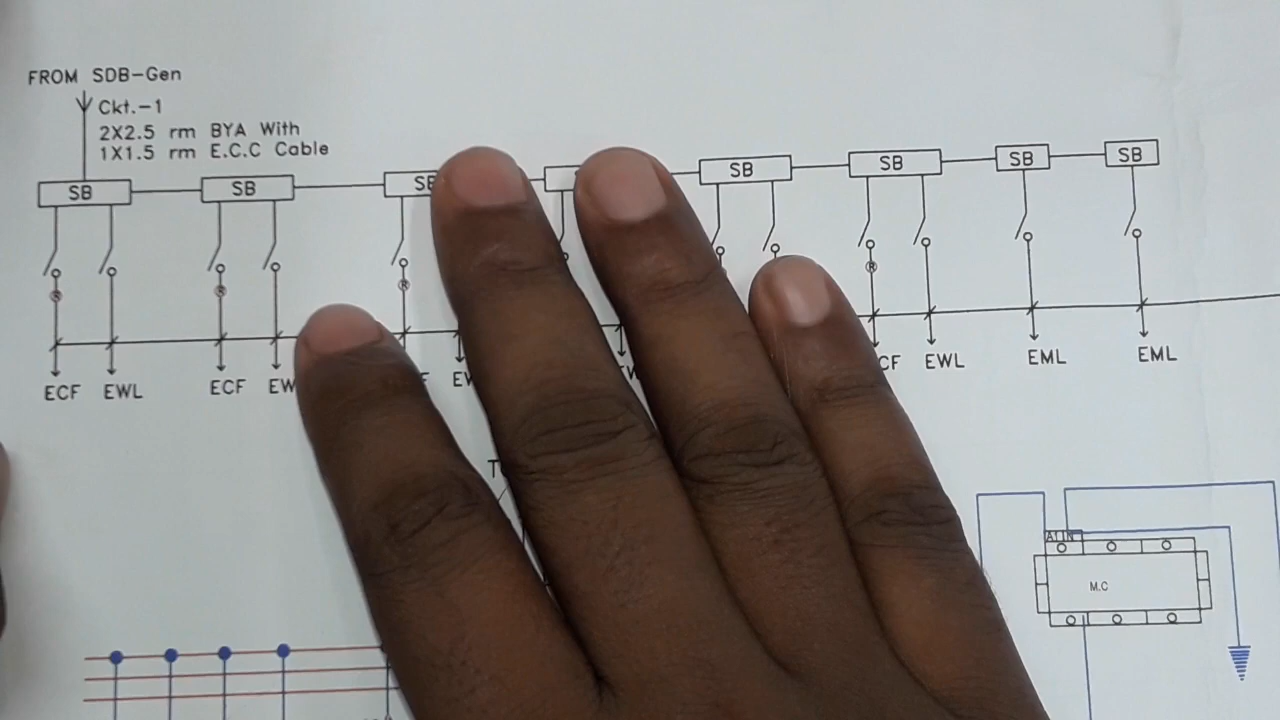 FROM SDB-Gen
Ckt.-1
2X2.5 rm BYA With
1X1.5 rm E.C.C Cable
SB SB SB SB SB SB SB
ECF EWL ECF EWL EML EML
M.C